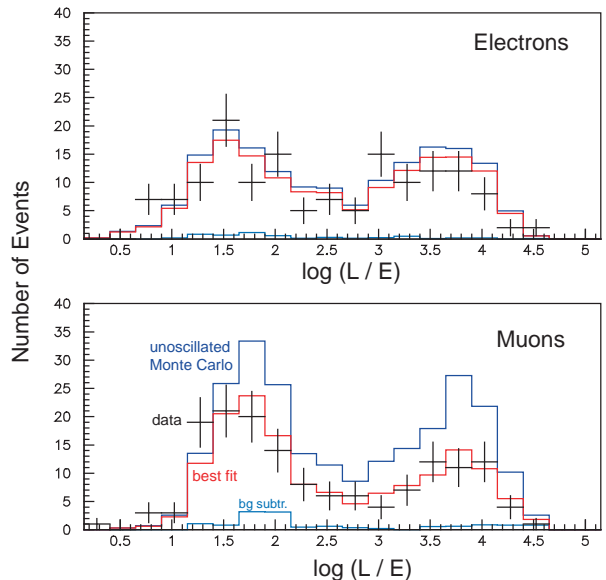 Number of Events
40
35
30
25
20
15
10
5
0
Electrons
0.5 1 1.5 2 2.5 3 3.5 4 4.5 5
log (L / E)
40
35
30
25
20
15
10
5
0
Muons
unoscillated
Monte Carlo
data
best fit
bg subtr.
0.5 1 1.5 2 2.5 3 3.5 4 4.5 5
log (L / E)